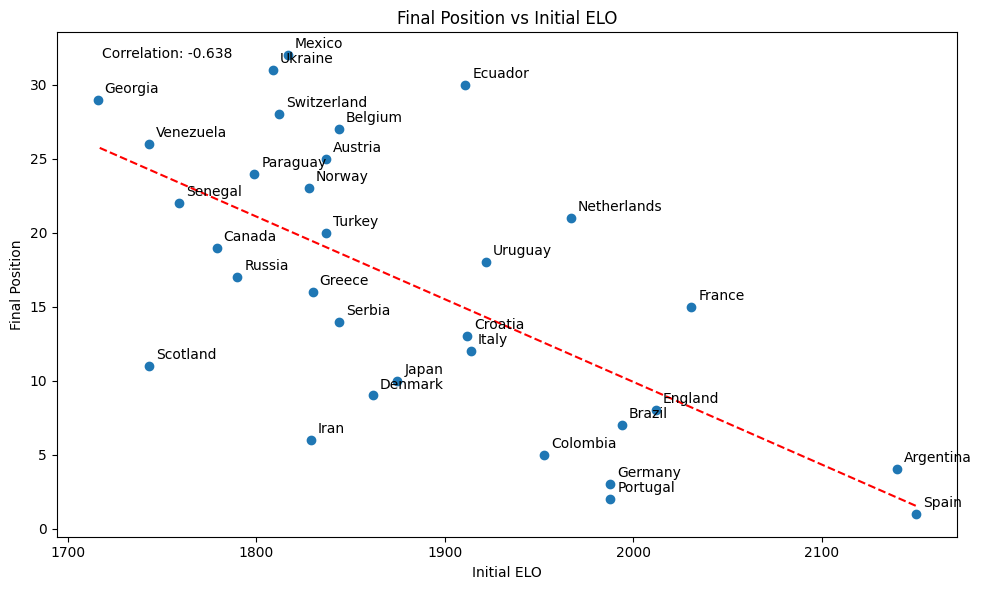 Final Position vs Initial ELO
Correlation: -0.638
Mexico
Ukraine
Ecuador
Georgia
Switzerland
Belgium
Venezuela
Austria
Paraguay
Norway
Senegal
Netherlands
Turkey
Canada
Uruguay
Russia
Greece
France
Serbia
Croatia
Italy
Scotland
Japan
Denmark
England
Brazil
Iran
Colombia
Argentina
Germany
Portugal
Spain
30
25
20
15
10
5
0
Final Position
1700 1800 1900 2000 2100
Initial ELO